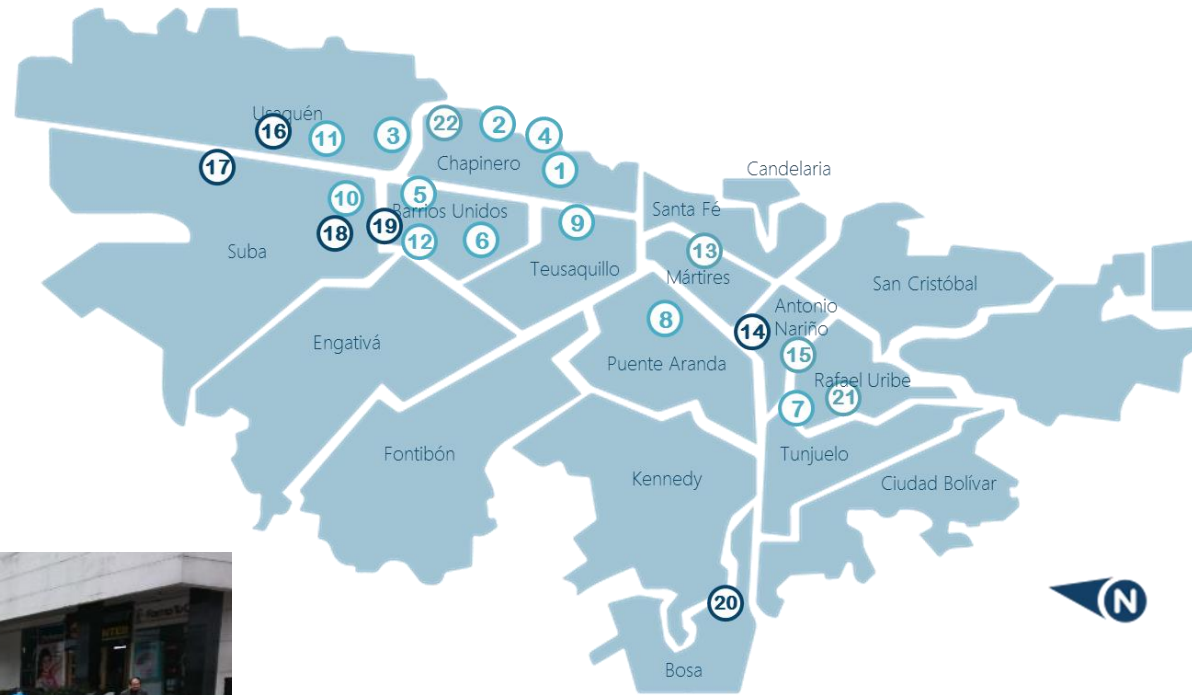 Usaquén
16
11
3
22
2
4
1
Chapinero
17
10
5
Barrios Unidos
9
18
19
12
6
Suba
Teusaquillo
Candelaria
Santa Fé
13
Mártires
San Cristóbal
Antonio
Nariño
8
14
15
Engativá
Puente Aranda
Rafael Uribe
7
21
Fontibón
Kennedy
Tunjuelo
Ciudad Bolívar
20
Bosa
N